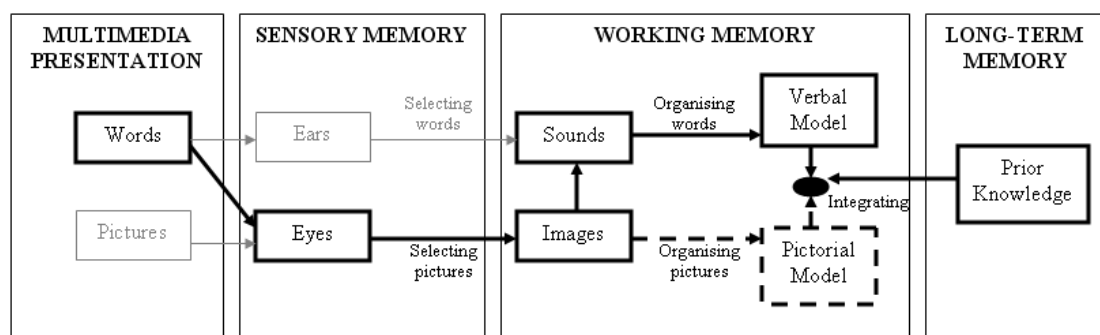 MULTIMEDIA
PRESENTATION
SENSORY MEMORY
WORKING MEMORY
LONG-TERM
MEMORY
Words
Pictures
Ears
Eyes
Selecting
words
Selecting
pictures
Sounds
Images
Organising
words
Organising
pictures
Verbal
Model
Integrating
Pictorial
Model
Prior
Knowledge